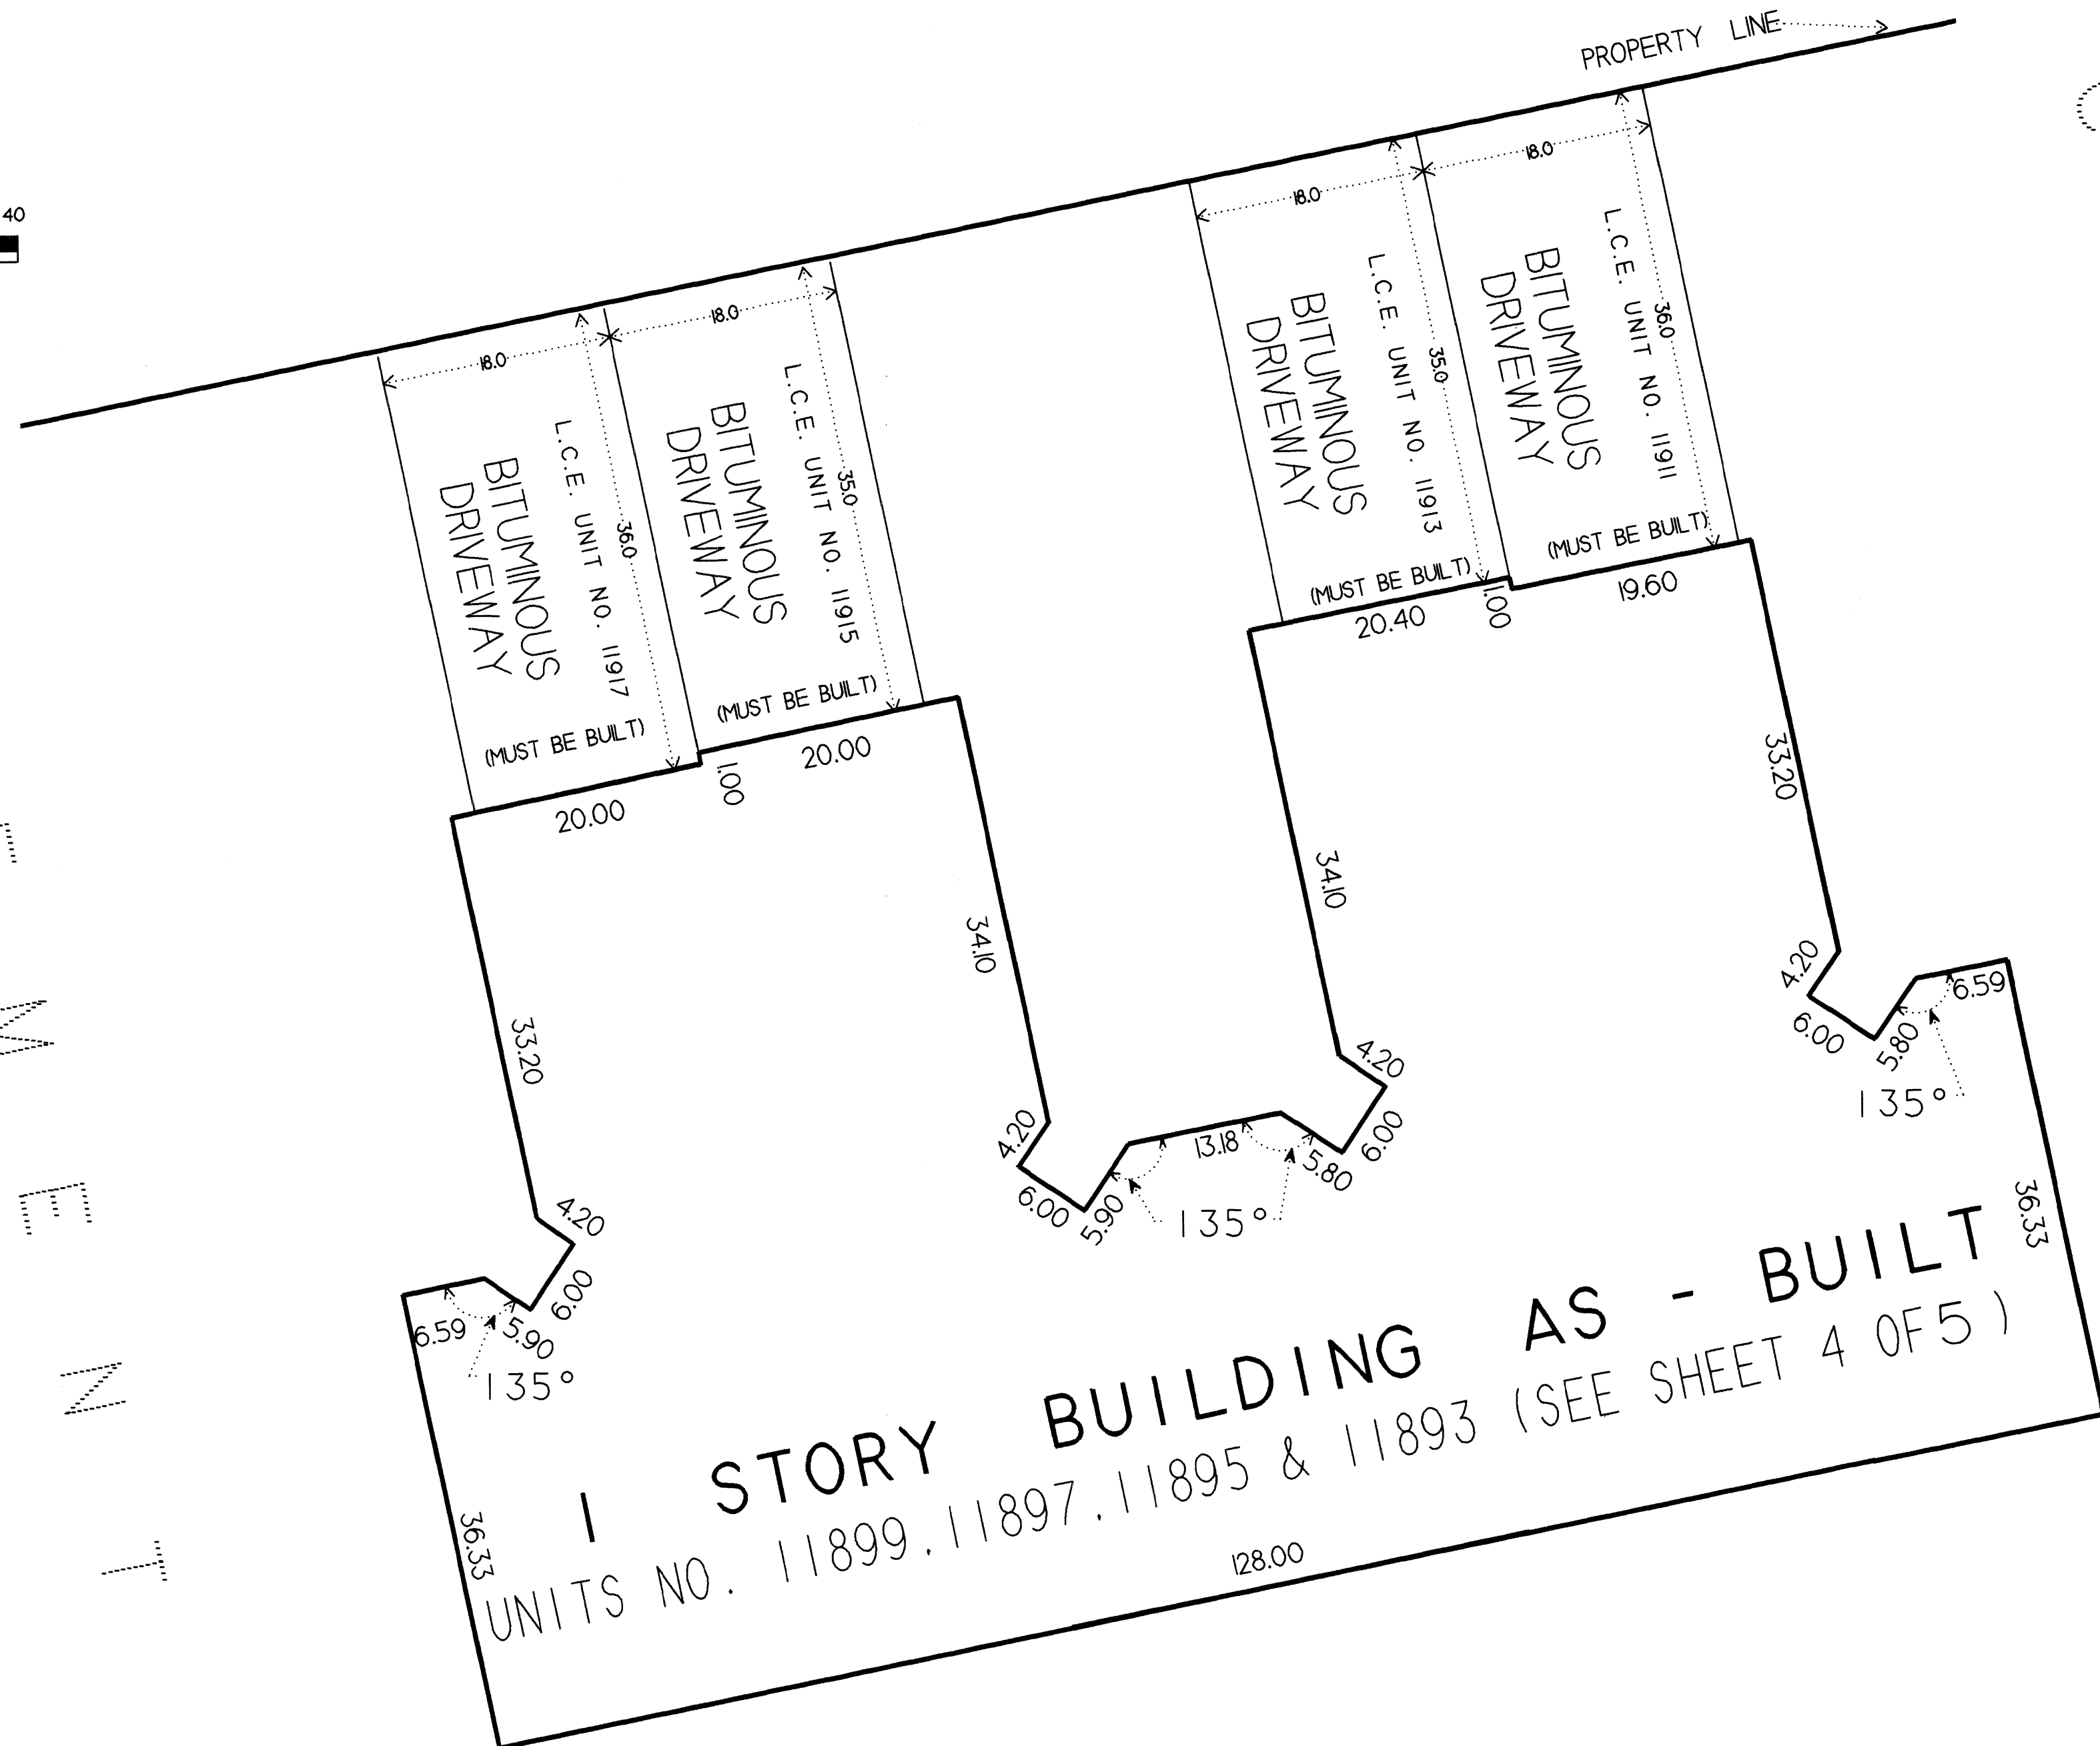 PROPERTY LINE
40
18.0
18.0
18.0
18.0
BITUMINOUS
DRIVEWAY
L.C.E. UNIT NO. 11917
36.0
(MUST BE BUILT)
BITUMINOUS
DRIVEWAY
L.C.E. UNIT NO. 11915
35.0
(MUST BE BUILT)
BITUMINOUS
DRIVEWAY
L.C.E. UNIT NO. 11913
35.0
(MUST BE BUILT)
BITUMINOUS
DRIVEWAY
L.C.E. UNIT NO. 11911
36.0
(MUST BE BUILT)
20.00
1.00
20.00
20.40
1.00
19.60
33.20
34.10
34.10
33.20
4.20
6.00
5.90
6.59
135°
4.20
6.00
5.90
13.18
135°
5.80
6.00
4.20
4.20
6.00
5.80
6.59
135°
36.33
36.33
1 STORY BUILDING AS - BUILT
UNITS NO. 11899.11897.11895 & 11893 (SEE SHEET 4 OF 5 )
128.00
M
E
N
T